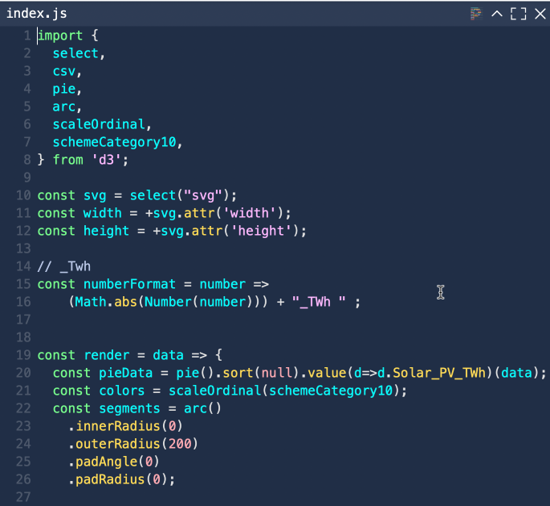 index.js
1 import {
2   select,
3   csv,
4   pie,
5   arc,
6   scaleOrdinal,
7   schemeCategory10,
8 } from 'd3';
9
10 const svg = select("svg");
11 const width = +svg.attr('width');
12 const height = +svg.attr('height');
13
14 // _Twh
15 const numberFormat = number =>
16     (Math.abs(Number(number))) + "_TWh " ;
17
18
19 const render = data => {
20   const pieData = pie().sort(null).value(d=>d.Solar_PV_TWh)(data);
21   const colors = scaleOrdinal(schemeCategory10);
22   const segments = arc()
23     .innerRadius(0)
24     .outerRadius(200)
25     .padAngle(0)
26     .padRadius(0);
27